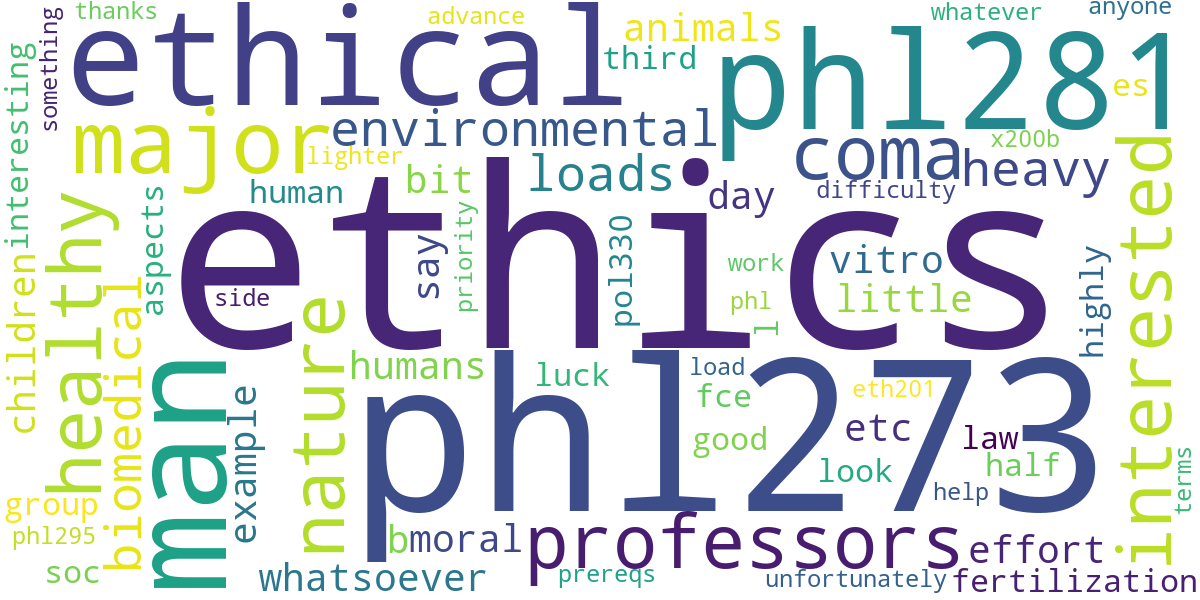 thanks
advance
whatever
anyone
something
ethical
animals
third
phl281
es
interesting
major
environmental
lighter
loads
coma
x200b
heavy
interested
human
bit
day
difficulty
healthy
aspects
ethics
say
priority
pol330
vitro
highly
children
biomedical
side
work
phl
little
l
man
nature
humans
luck
load
phl273
eth201
fce
example
good
etc
law
look
half
help
terms
group
phl295
b
moral
professors
effort
soc
whatsoever
prereqs
unfortunately
fertilization